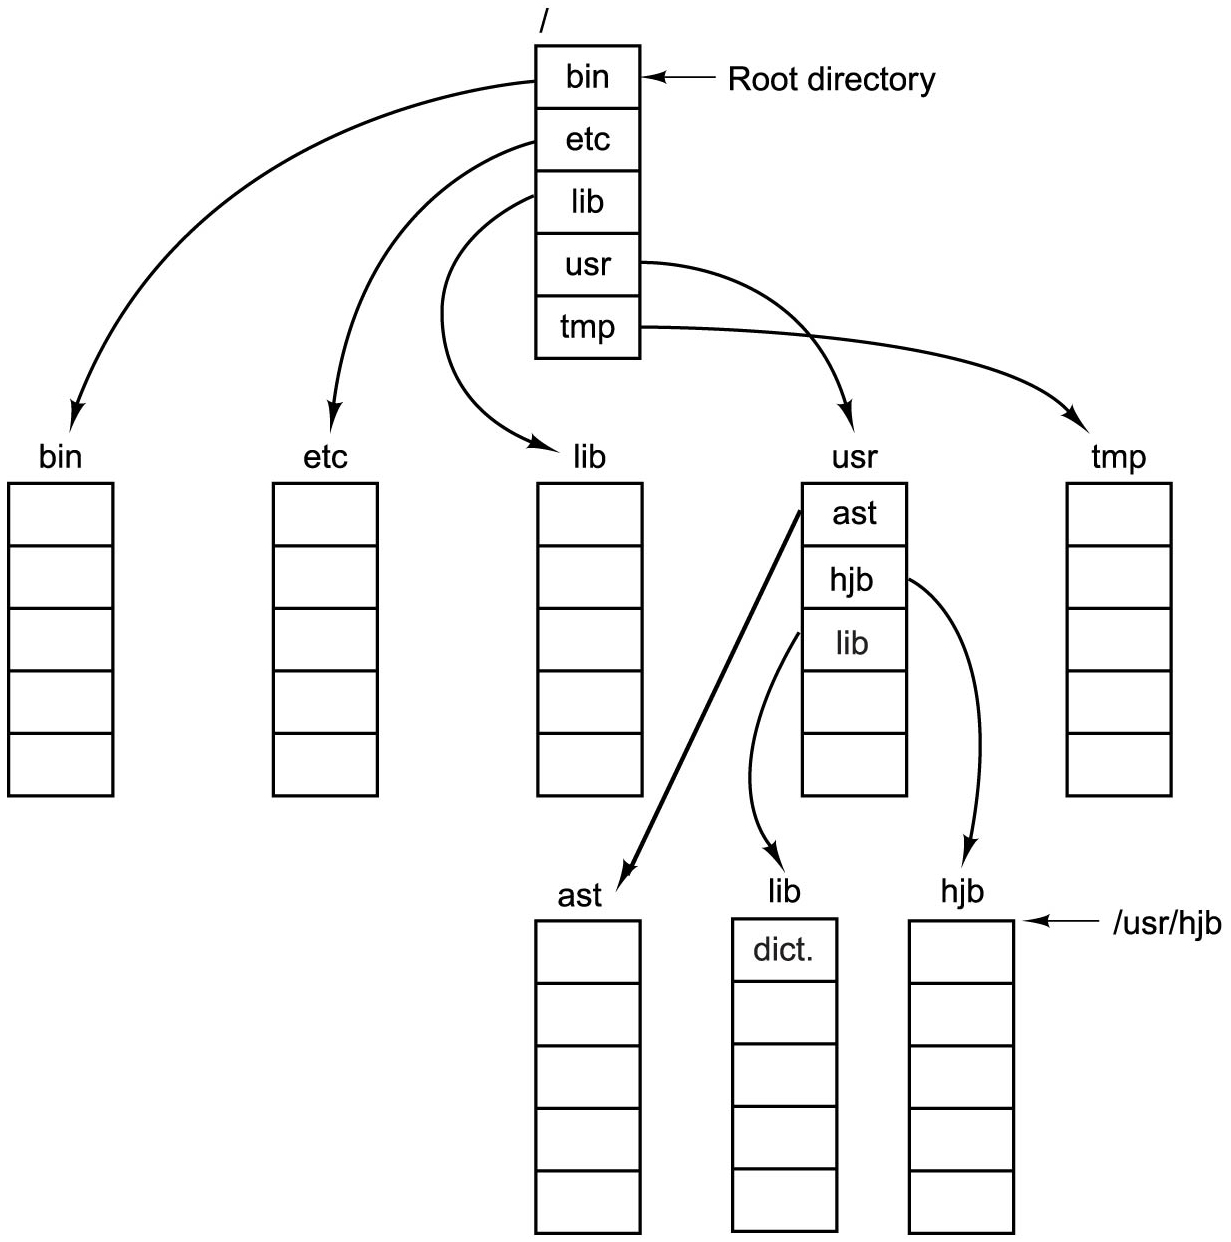 /
bin
Root directory
etc
lib
usr
tmp
bin
etc
lib
usr
tmp
ast
hjb
lib
ast
lib
hjb
/usr/hjb
dict.